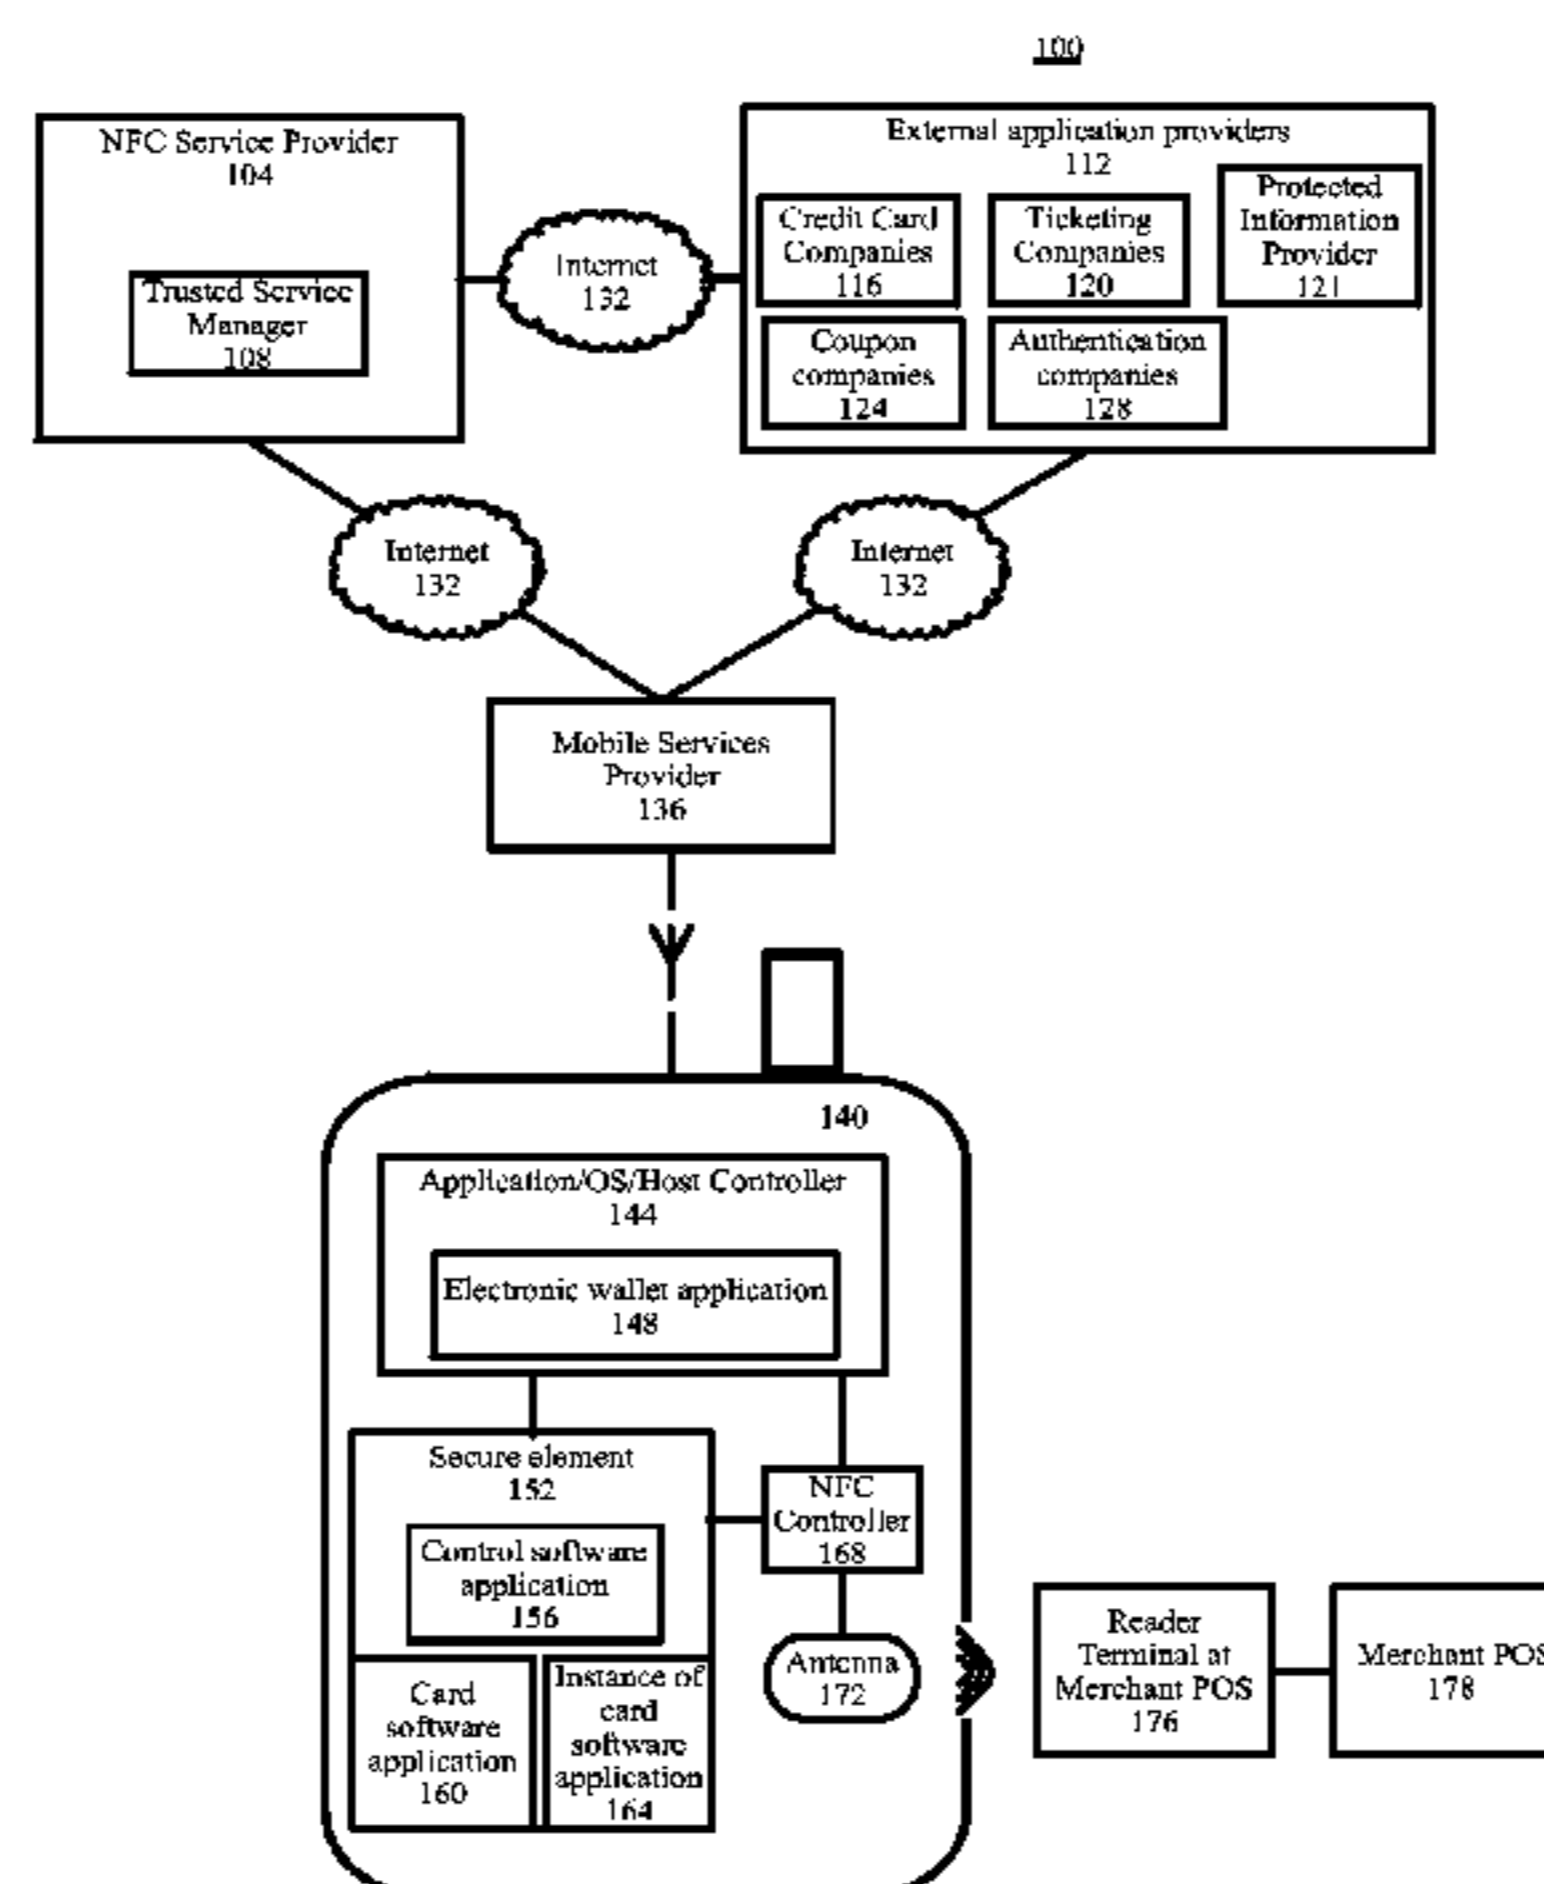 100
NFC Service Provider
104
Trusted Service
Manager
108
Internet
132
External application providers
112
Credit Card
Companies
116
Ticketing
Companies
120
Protected
Information
Provider
121
Coupon
companies
124
Authentication
companies
128
Internet
132
Internet
132
Mobile Services
Provider
136
140
Application/OS/Host Controller
144
Electronic wallet application
148
Secure element
152
Control software
application
156
Card
software
application
160
Instance of
card
software
application
164
NFC
Controller
168
Antenna
172
Reader
Terminal at
Merchant POS
176
Merchant POS
178